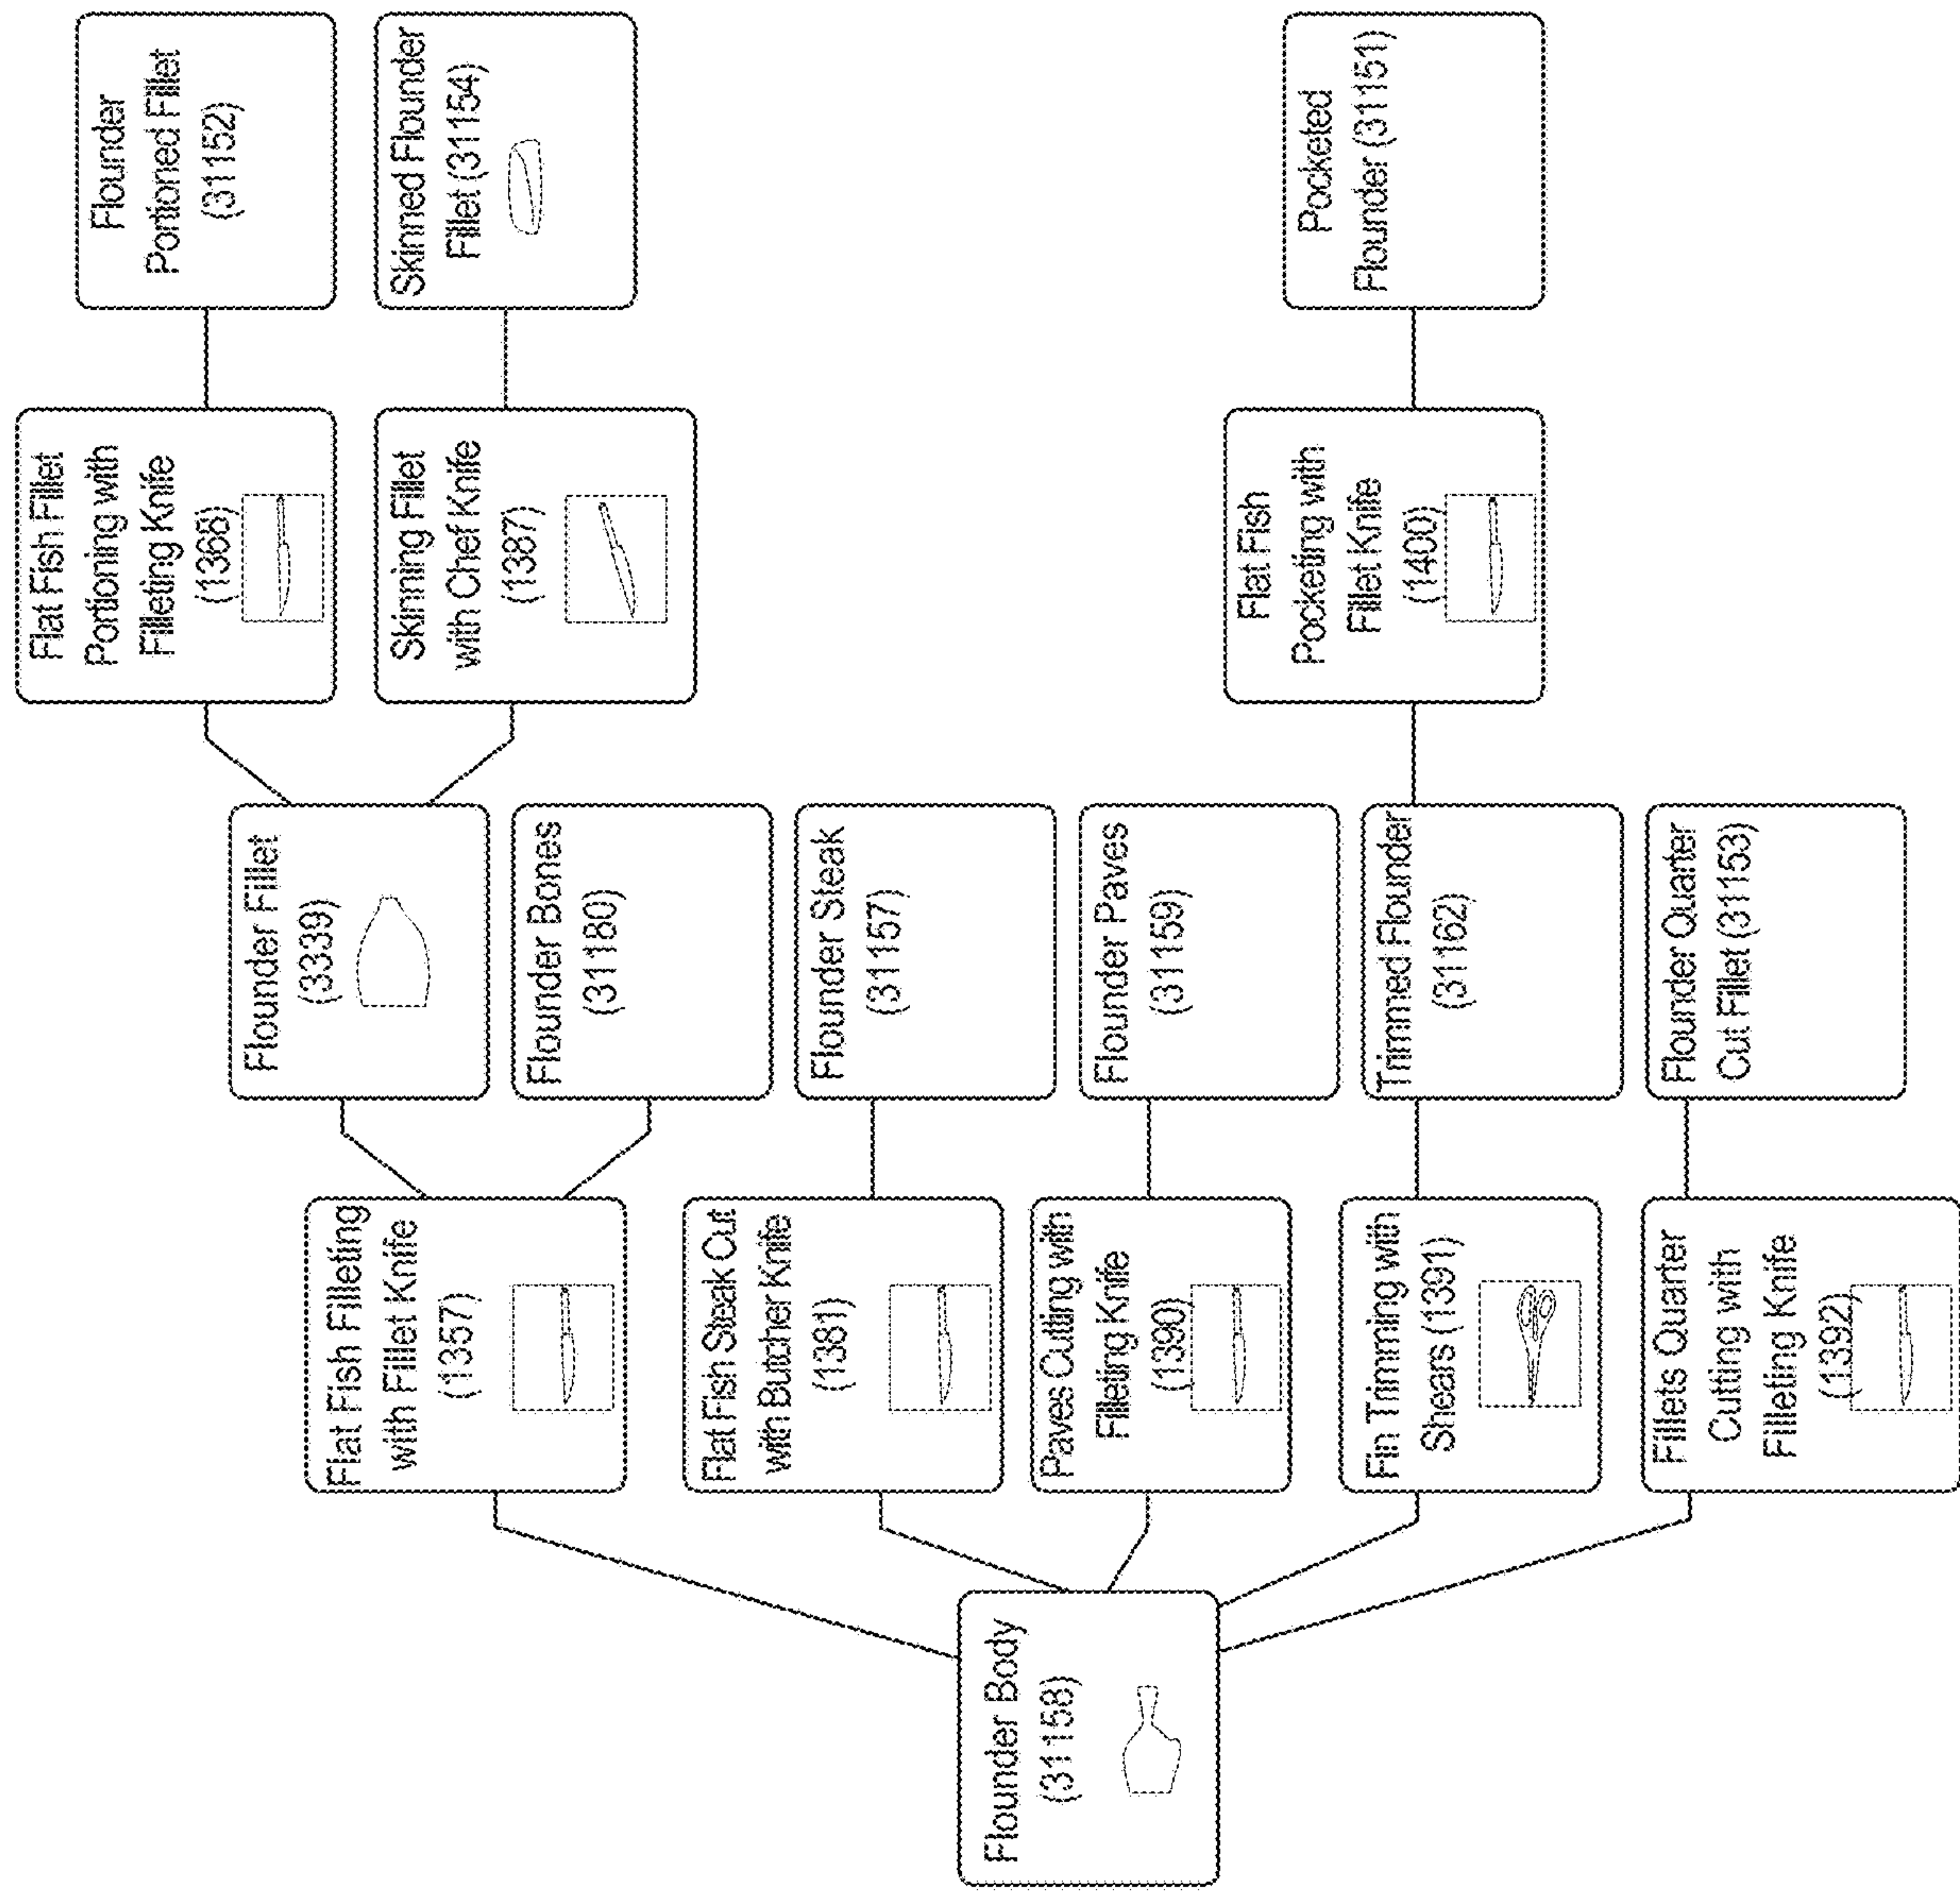 Flounder Body
(31158)
Flat Fish Filleting
with Fillet Knife
(1357)
Flat Fish Steak Cut
with Butcher Knife
(1381)
Paves Cutting with
Filleting Knife
(1390)
Fin Trimming with
Shears (1391)
Fillets Quarter
Cutting with
Filleting Knife
(1392)
Flounder Fillet
(3339)
Flounder Bones
(31180)
Flounder Steak
(31157)
Flounder Paves
(31159)
Trimmed Flounder
(31162)
Flounder Quarter
Cut Fillet (31153)
Flat Fish Fillet
Portioning with
Filleting Knife
(1368)
Skinning Fillet
with Chef Knife
(1387)
Flat Fish
Pocketing with
Fillet Knife
(1400)
Flounder
Portioned Fillet
(31152)
Skinned Flounder
Fillet (31154)
Pocketed
Flounder (31151)